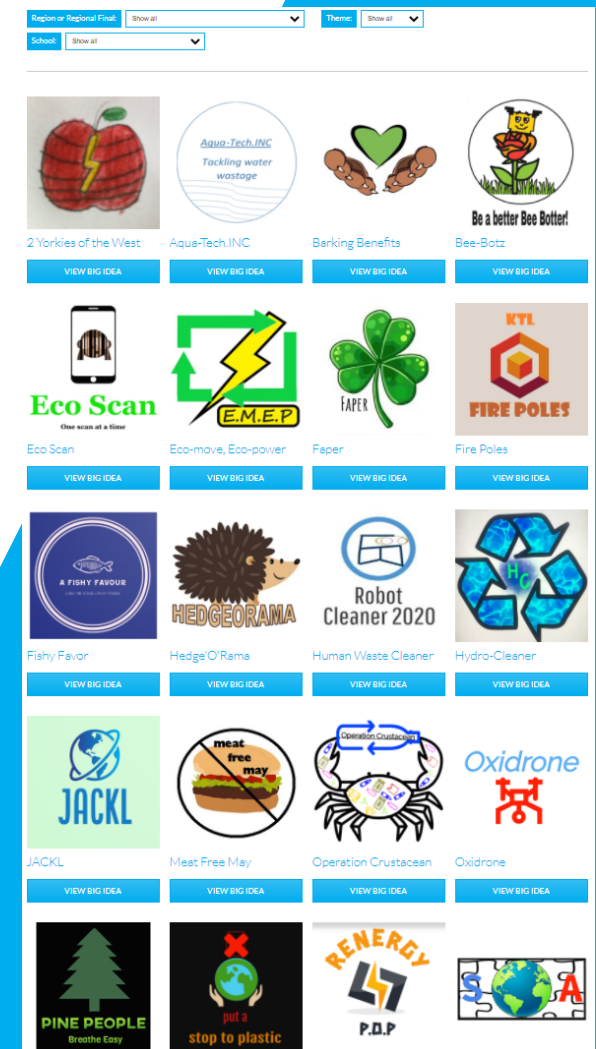 Region or Regional Final: Show all Theme: Show all
School: Show all
Aqua-Tech.INC
Tackling water
wastage
Be a better Bee Botter!
2 Yorkies of the West Aqua-Tech.INC Barking Benefits Bee-Botz
VIEW BIG IDEA VIEW BIG IDEA VIEW BIG IDEA VIEW BIG IDEA
Eco Scan
One scan at a time
E.M.E.P
FAPER
KTL
FIRE POLES
Eco Scan Eco-move, Eco-power Faper Fire Poles
VIEW BIG IDEA VIEW BIG IDEA VIEW BIG IDEA VIEW BIG IDEA
A FISHY FAVOUR
HEDGEORAMA
Robot
Cleaner 2020
HC
Fishy Favor Hedge'O'Rama Human Waste Cleaner Hydro-Cleaner
VIEW BIG IDEA VIEW BIG IDEA VIEW BIG IDEA VIEW BIG IDEA
JACKL
meat
free
may
Operation Crustacean
Oxidrone
JACKL Meat Free May Operation Crustacean Oxidrone
VIEW BIG IDEA VIEW BIG IDEA VIEW BIG IDEA VIEW BIG IDEA
PINE PEOPLE
Breathe Easy
put a
stop to plastic
RENERGY
P.O.P
S A